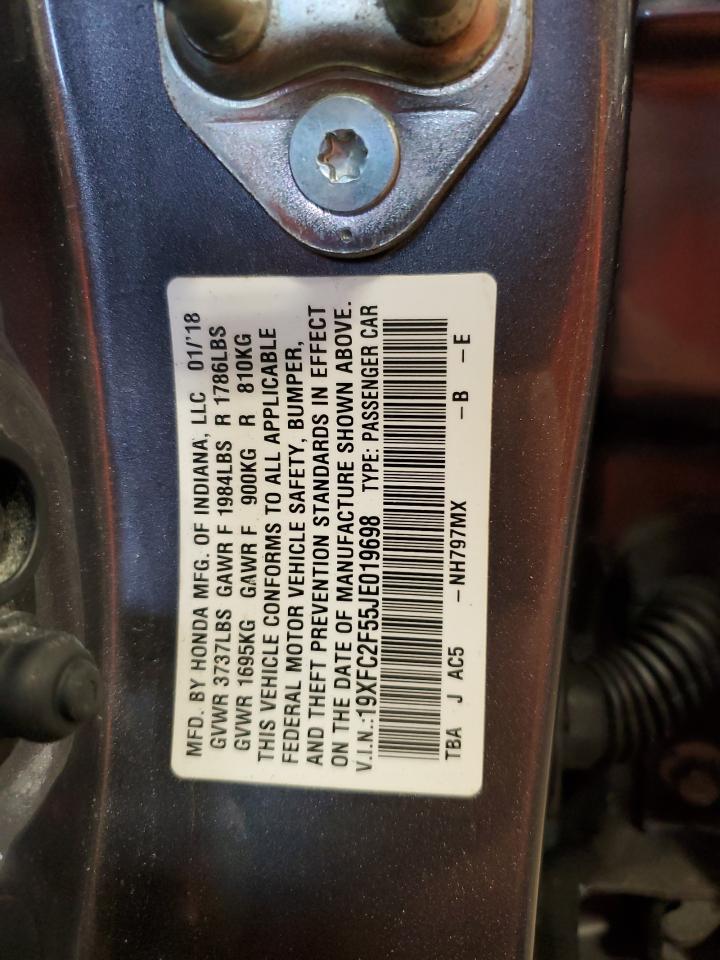 MFD. BY HONDA MFG. OF INDIANA, LLC 01/'18
GVWR 3737LBS GAWR F 1984LBS R 1786LBS
GVWR 1695KG GAWR F 900KG R 810KG
THIS VEHICLE CONFORMS TO ALL APPLICABLE
FEDERAL MOTOR VEHICLE SAFETY, BUMPER,
AND THEFT PREVENTION STANDARDS IN EFFECT
ON THE DATE OF MANUFACTURE SHOWN ABOVE.
V.I.N.:19XFC2F55JE019698 TYPE: PASSENGER CAR
TBA J AC5 –NH797MX –B –E